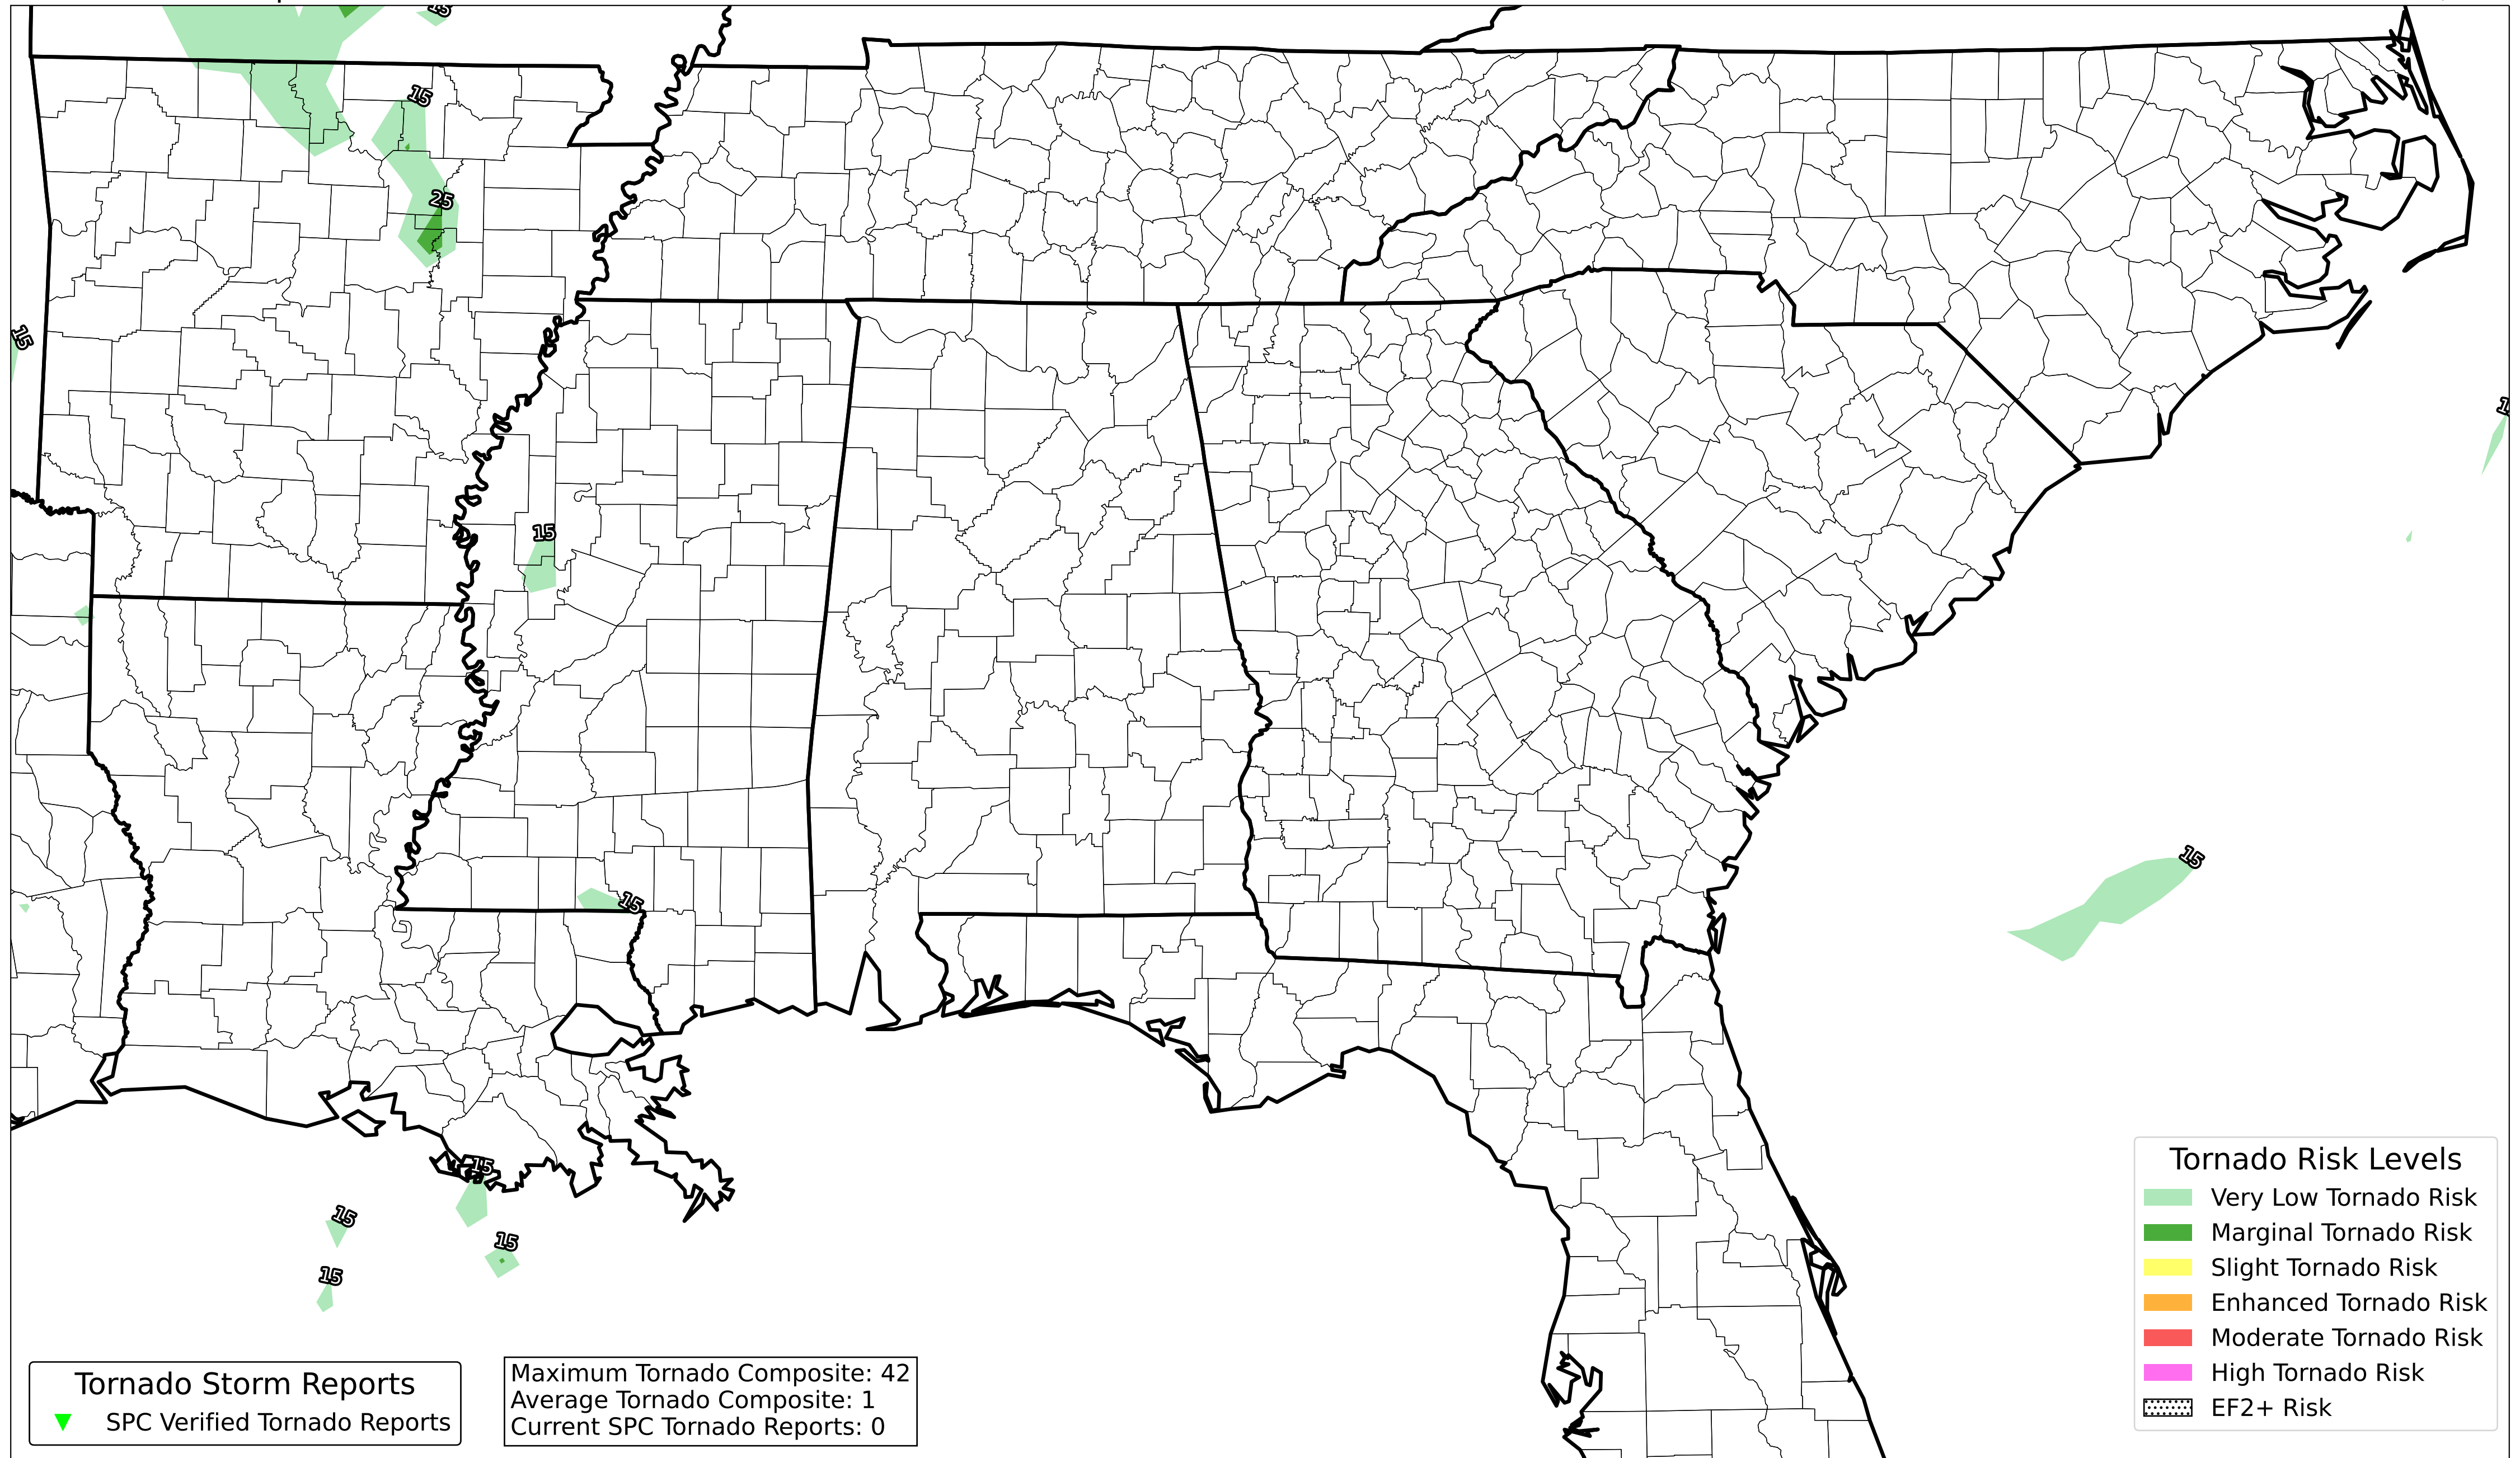 15
15
25
15
15
15
15
15
15
15
15
Tornado Risk Levels
Very Low Tornado Risk
Marginal Tornado Risk
Slight Tornado Risk
Enhanced Tornado Risk
Moderate Tornado Risk
High Tornado Risk
EF2+ Risk
Tornado Storm Reports
SPC Verified Tornado Reports
Maximum Tornado Composite: 42
Average Tornado Composite: 1
Current SPC Tornado Reports: 0